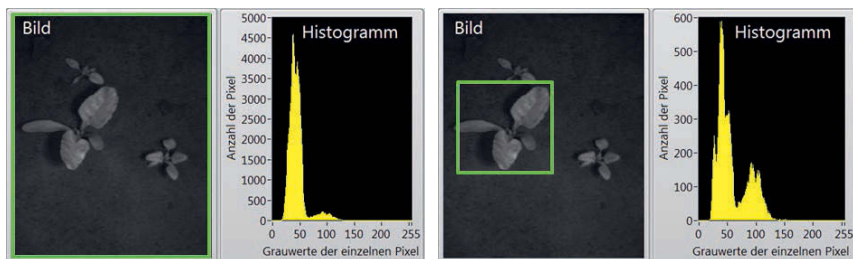 Bild
Histogramm
Anzahl der Pixel
5000
4500
4000
3500
3000
2500
2000
1500
1000
500
0
0 50 100 150 200 255
Grauwerte der einzelnen Pixel
Bild
Histogramm
Anzahl der Pixel
600
500
400
300
200
100
0
0 50 100 150 200 255
Grauwerte der einzelnen Pixel